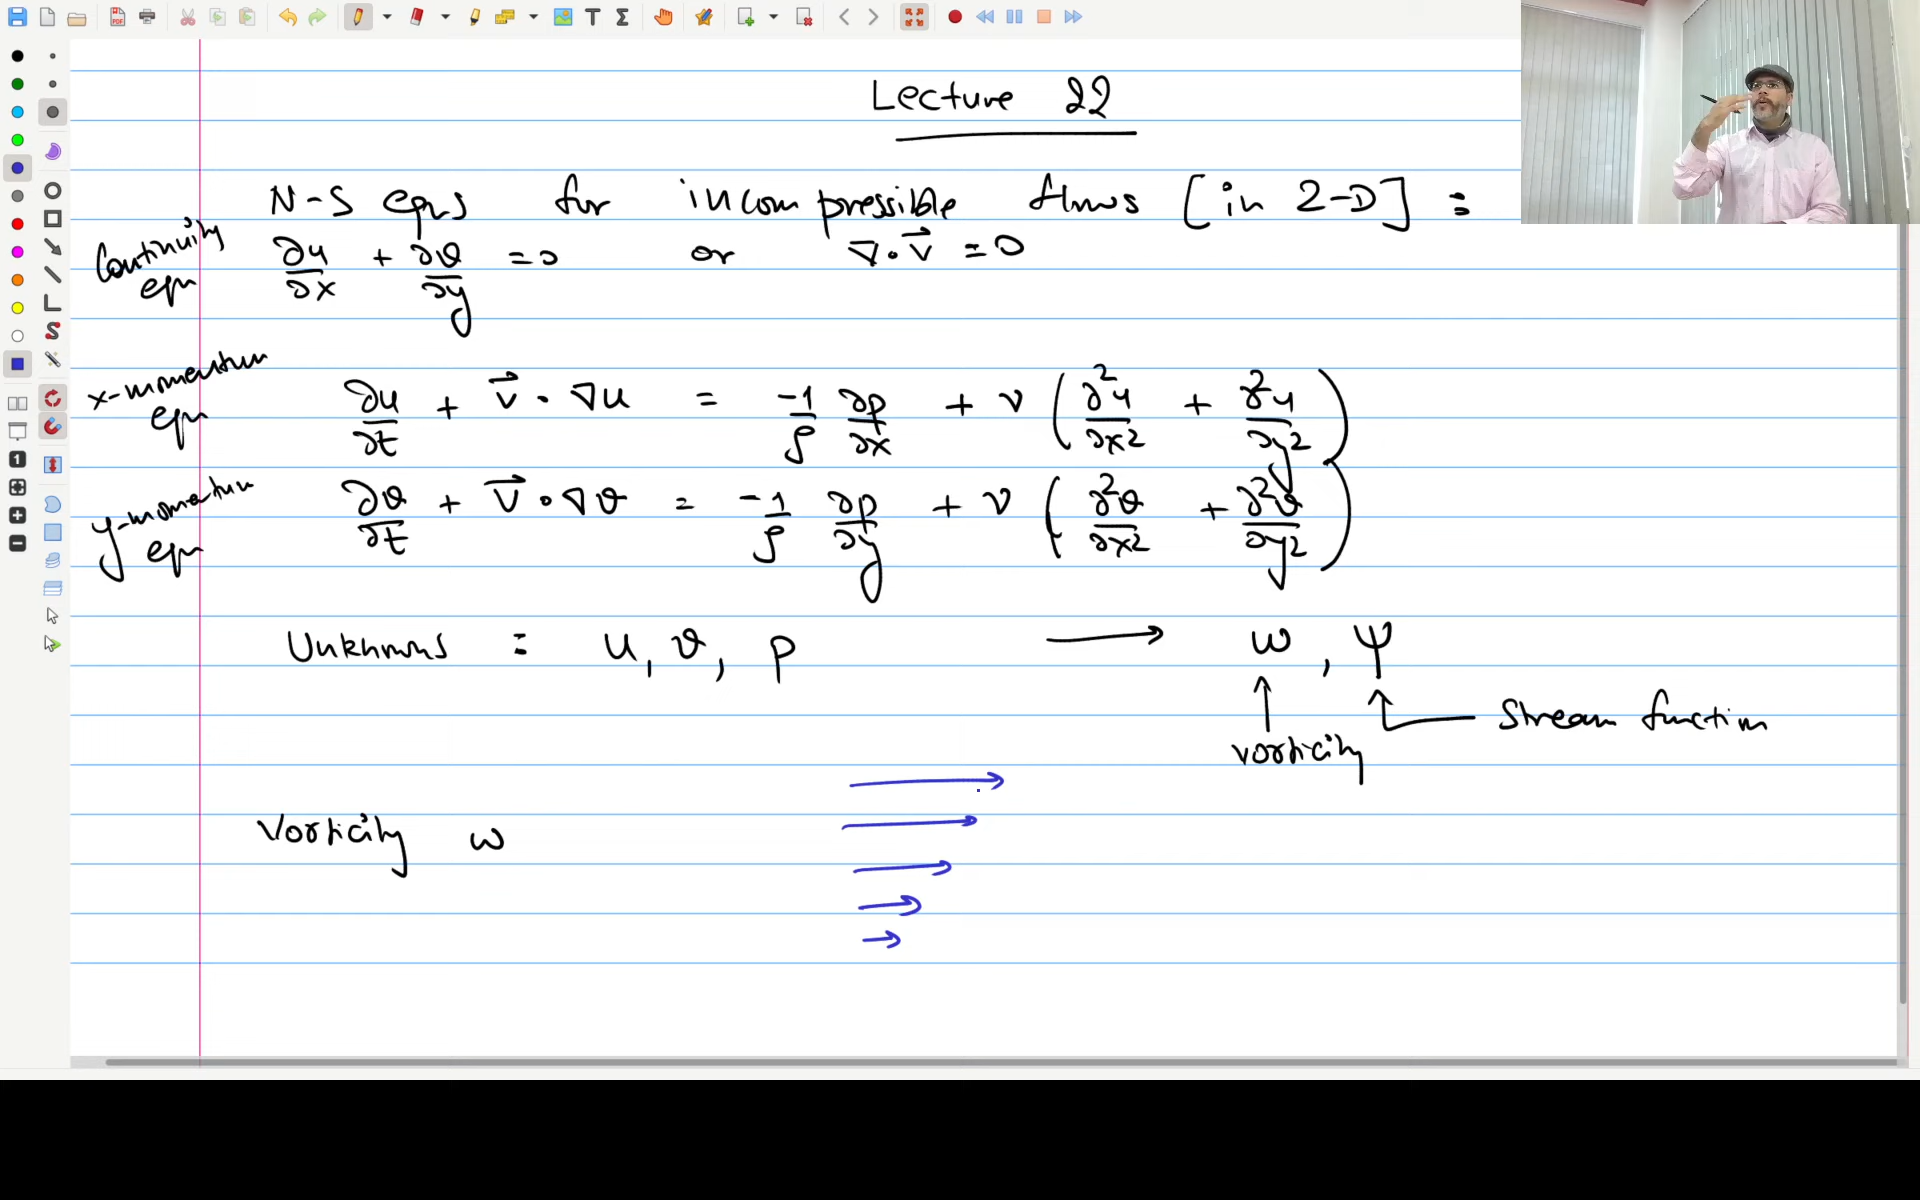 Lecture 22
N-S eqns for incompressible flows [in 2-D] :
Continuity eqn ∂u/∂x + ∂v/∂y = 0 or ∇·v⃗ = 0
x-momentum eqn ∂u/∂t + v⃗·∇u = -1/ρ ∂p/∂x + ν (∂²u/∂x² + ∂²u/∂y²)
y-momentum eqn ∂v/∂t + v⃗·∇v = -1/ρ ∂p/∂y + ν (∂²v/∂x² + ∂²v/∂y²)
Unknowns : u, v, p → ω, ψ
Stream function
vorticity
Vorticity ω